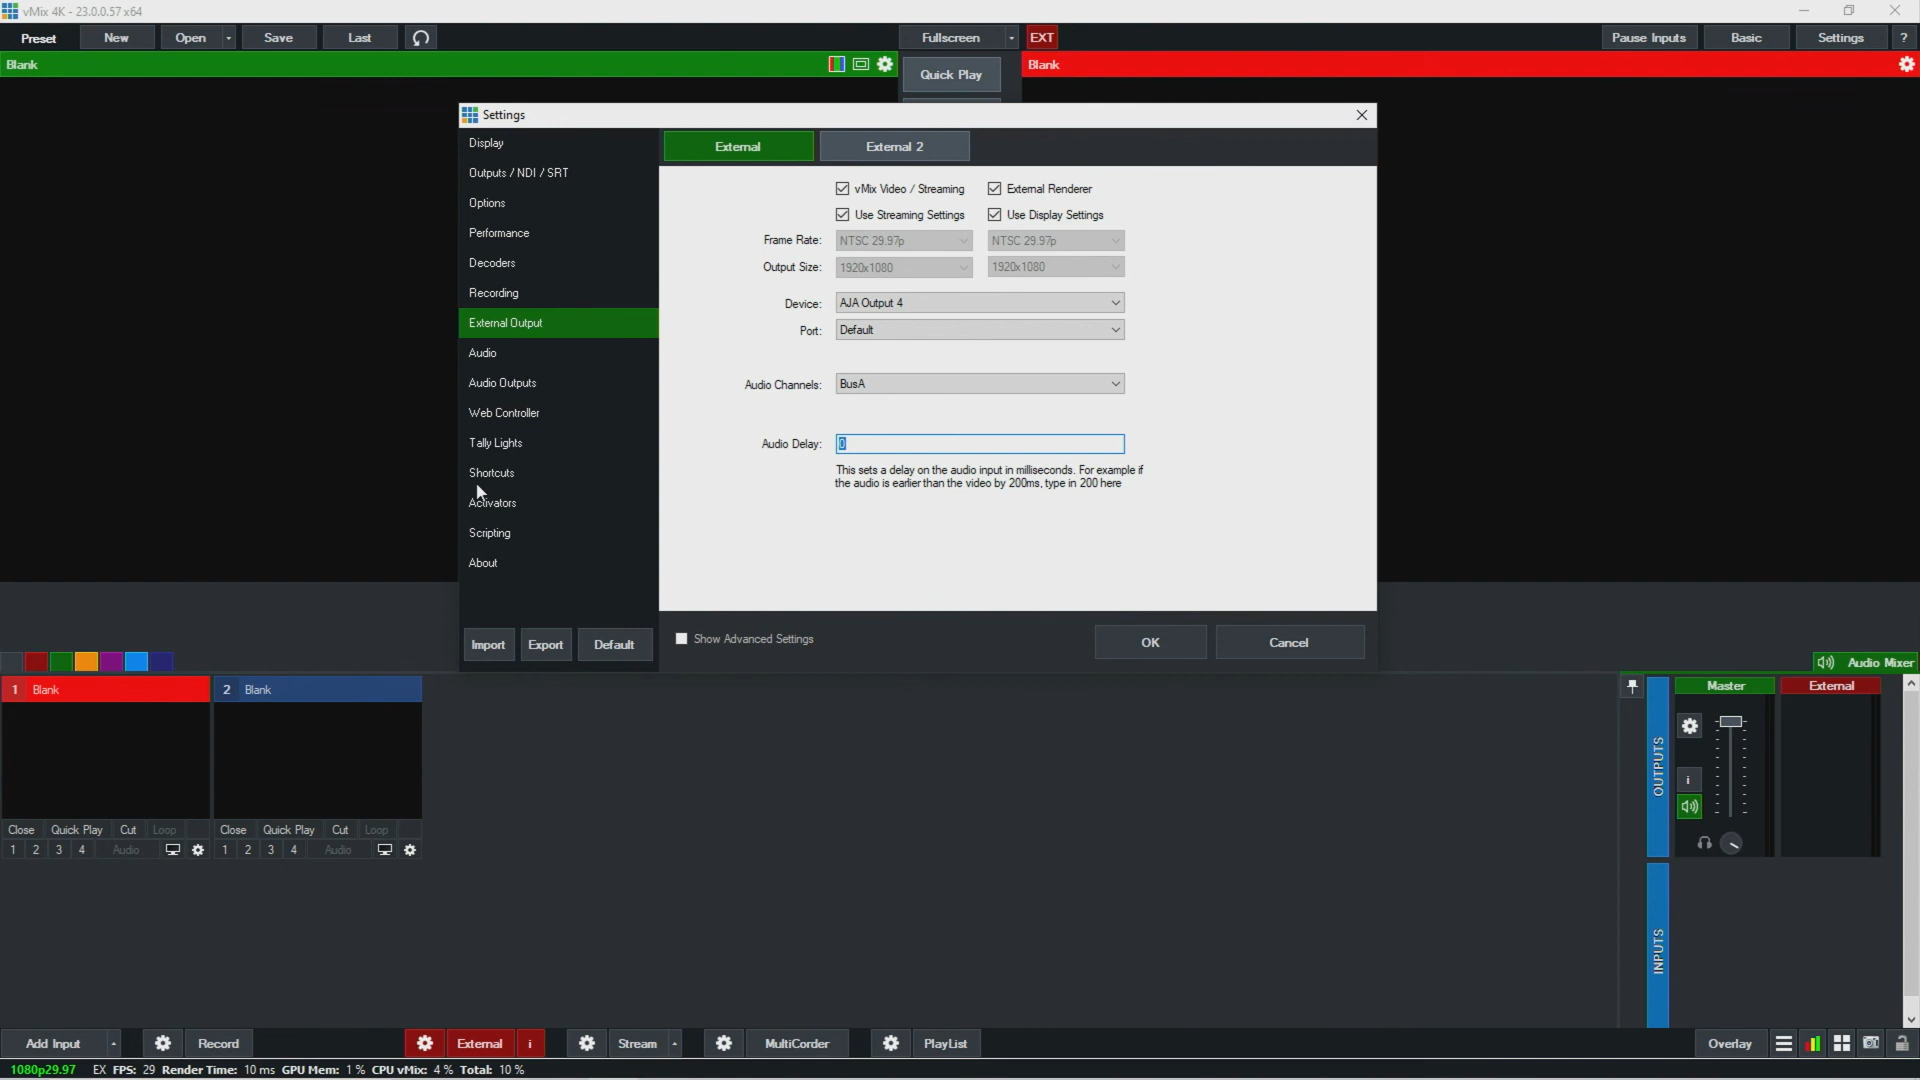 vMix 4K - 23.0.0.57 x64
Preset New Open Save Last Fullscreen EXT Pause Inputs Basic Settings ?
Blank Quick Play Blank
Settings
Display
Outputs / NDI / SRT
Options
Performance
Decoders
Recording
External Output
Audio
Audio Outputs
Web Controller
Tally Lights
Shortcuts
Activators
Scripting
About
Import Export Default
External External 2
vMix Video / Streaming External Renderer
Use Streaming Settings Use Display Settings
Frame Rate: NTSC 29.97p NTSC 29.97p
Output Size: 1920x1080 1920x1080
Device: AJA Output 4
Port: Default
Audio Channels: BusA
Audio Delay: 0
This sets a delay on the audio input in milliseconds. For example if
the audio is earlier than the video by 200ms, type in 200 here
Show Advanced Settings OK Cancel
Audio Mixer
1 Blank 2 Blank
Close Quick Play Cut Loop Close Quick Play Cut Loop
1 2 3 4 Audio 1 2 3 4 Audio
Master External
i
OUTPUTS
INPUTS
Add Input Record External i Stream MultiCorder PlayList Overlay
1080p29.97 EX FPS: 29 Render Time: 10 ms GPU Mem: 1 % CPU vMix: 4 % Total: 10 %